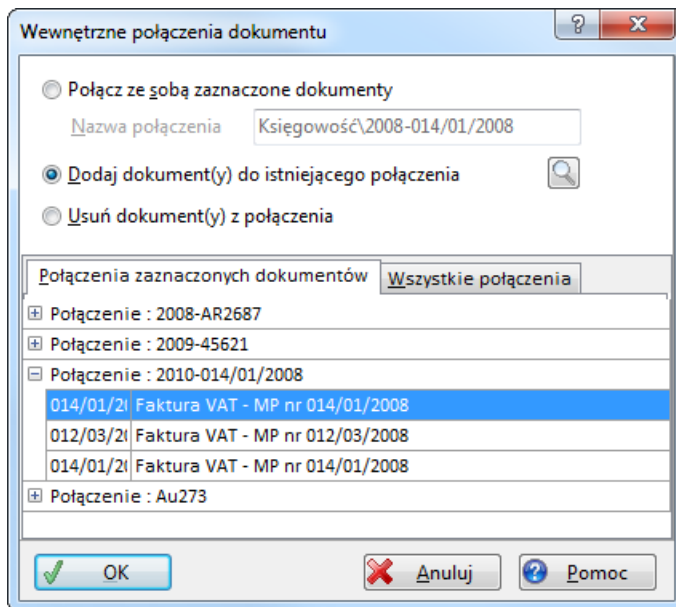 Wewnętrzne połączenia dokumentu
Połącz ze sobą zaznaczone dokumenty
Nazwa połączenia Księgowość\2008-014/01/2008
Dodaj dokument(y) do istniejącego połączenia
Usuń dokument(y) z połączenia
Połączenia zaznaczonych dokumentów Wszystkie połączenia
Połączenie : 2008-AR2687
Połączenie : 2009-45621
Połączenie : 2010-014/01/2008
014/01/20 Faktura VAT - MP nr 014/01/2008
012/03/20 Faktura VAT - MP nr 012/03/2008
014/01/20 Faktura VAT - MP nr 014/01/2008
Połączenie : Au273
OK Anuluj Pomoc